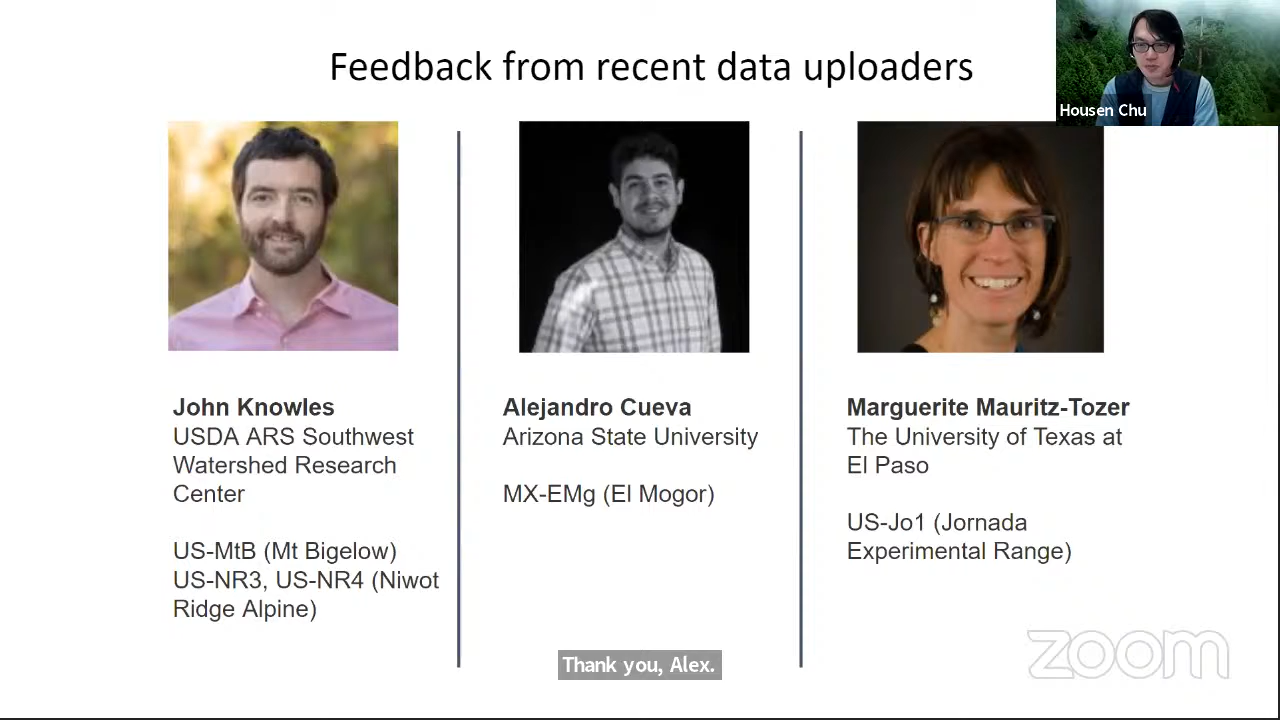 Feedback from recent data uploaders
Housen Chu
John Knowles
USDA ARS Southwest
Watershed Research
Center
US-MtB (Mt Bigelow)
US-NR3, US-NR4 (Niwot
Ridge Alpine)
Alejandro Cueva
Arizona State University
MX-EMg (El Mogor)
Marguerite Mauritz-Tozer
The University of Texas at
El Paso
US-Jo1 (Jornada
Experimental Range)
Thank you, Alex.
zoom